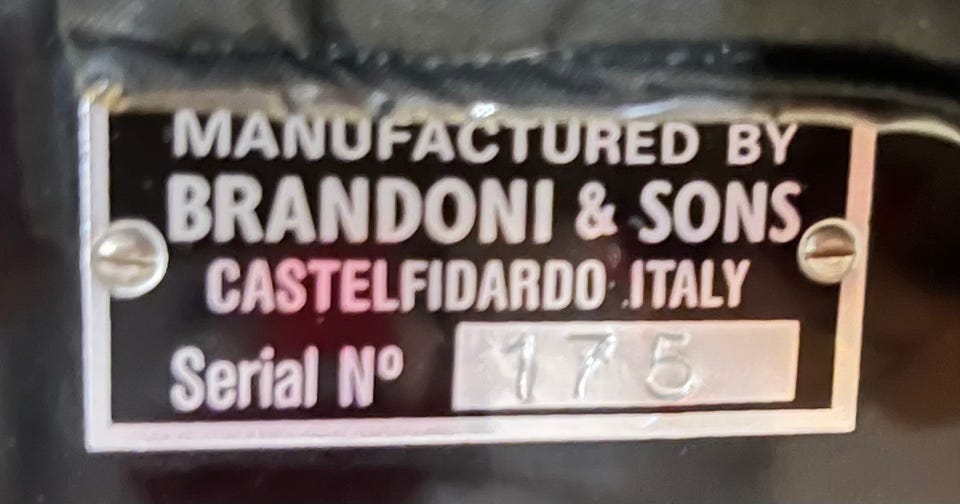 MANUFACTURED BY
BRANDONI & SONS
CASTELFIDARDO ITALY
Serial Nº 175